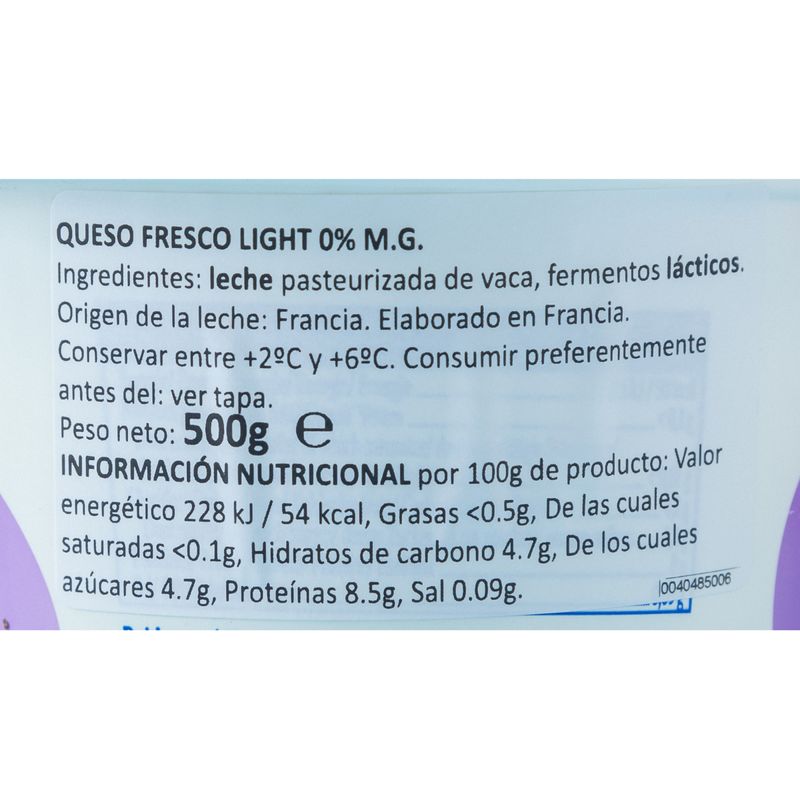 QUESO FRESCO LIGHT 0% M.G.
Ingredientes: leche pasteurizada de vaca, fermentos lácticos.
Origen de la leche: Francia. Elaborado en Francia.
Conservar entre +2ºC y +6ºC. Consumir preferentemente
antes del: ver tapa.
Peso neto: 500g ℮
INFORMACIÓN NUTRICIONAL por 100g de producto: Valor
energético 228 kJ / 54 kcal, Grasas <0.5g, De las cuales
saturadas <0.1g, Hidratos de carbono 4.7g, De los cuales
azúcares 4.7g, Proteínas 8.5g, Sal 0.09g.
0040485006